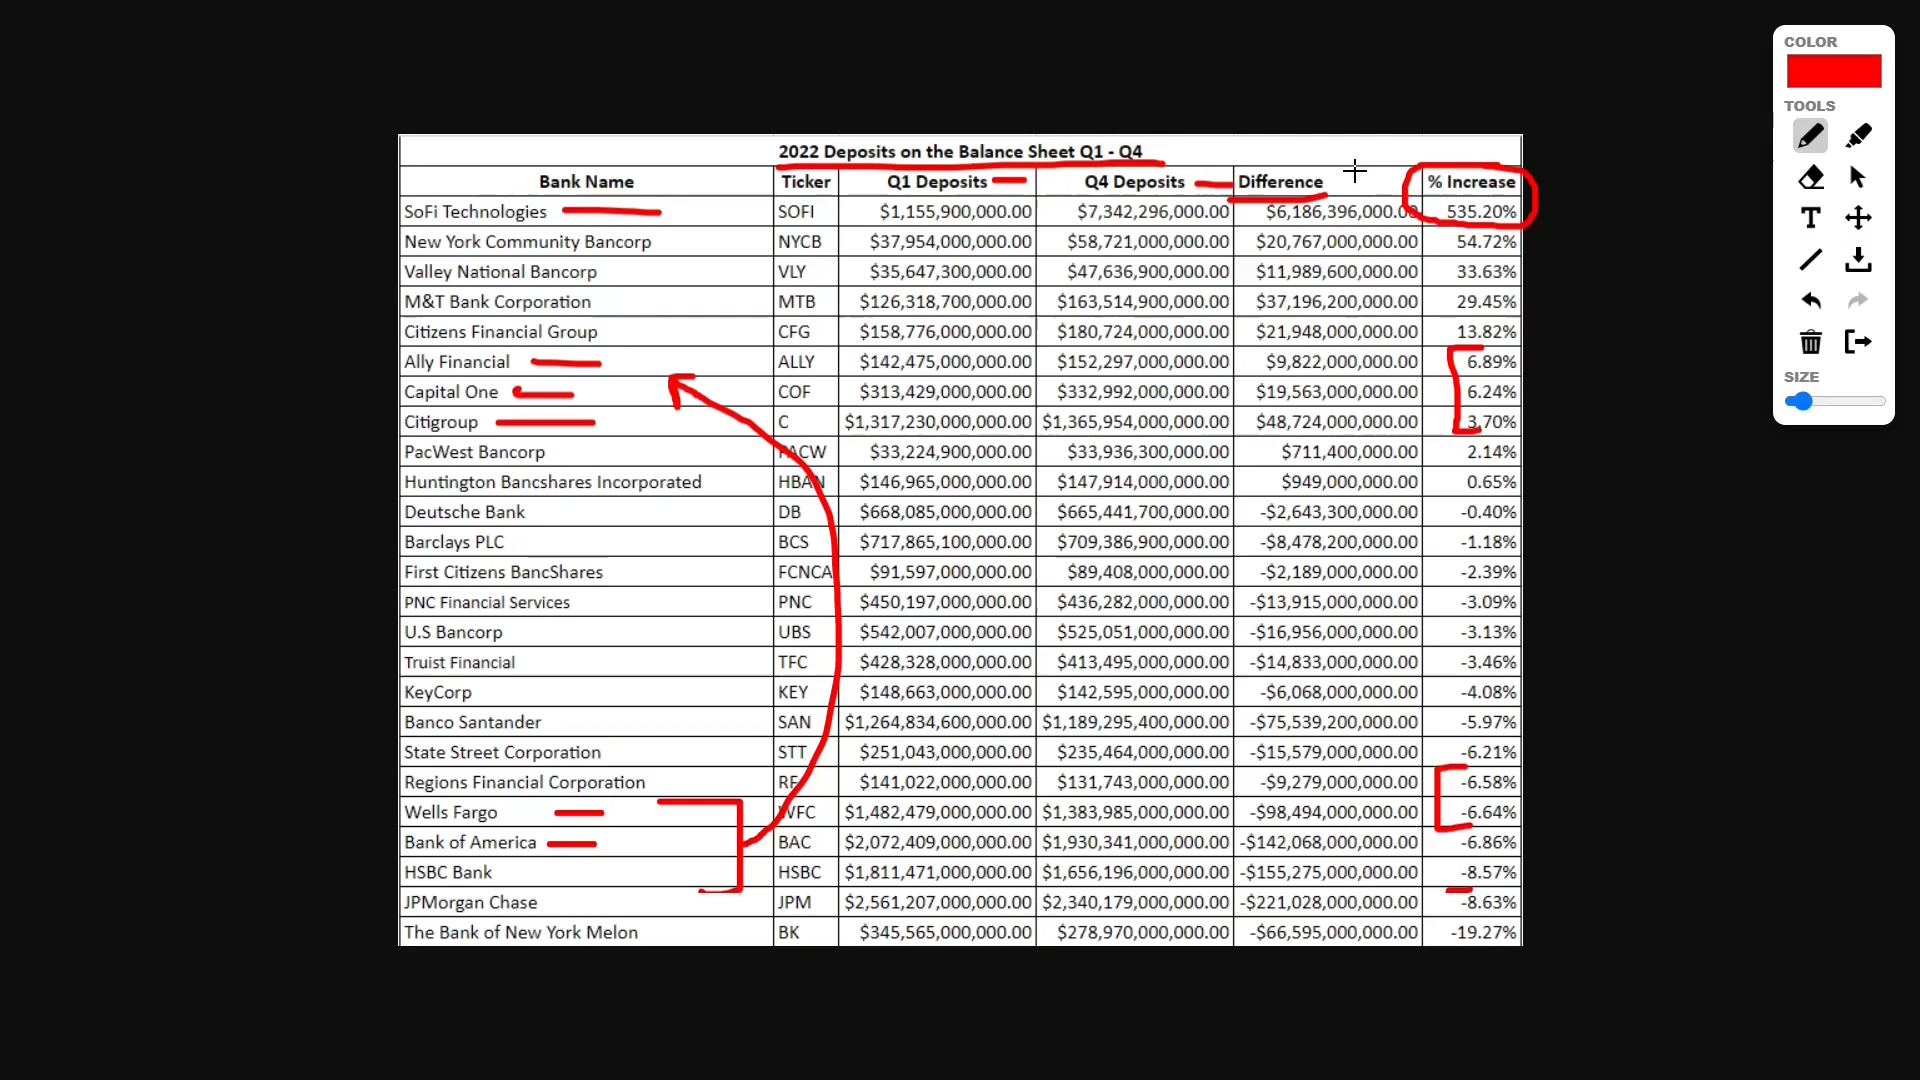 COLOR
TOOLS
SIZE
2022 Deposits on the Balance Sheet Q1 - Q4
Bank Name Ticker Q1 Deposits Q4 Deposits Difference % Increase
SoFi Technologies SOFI $1,155,900,000.00 $7,342,296,000.00 $6,186,396,000.00 535.20%
New York Community Bancorp NYCB $37,954,000,000.00 $58,721,000,000.00 $20,767,000,000.00 54.72%
Valley National Bancorp VLY $35,647,300,000.00 $47,636,900,000.00 $11,989,600,000.00 33.63%
M&T Bank Corporation MTB $126,318,700,000.00 $163,514,900,000.00 $37,196,200,000.00 29.45%
Citizens Financial Group CFG $158,776,000,000.00 $180,724,000,000.00 $21,948,000,000.00 13.82%
Ally Financial ALLY $142,475,000,000.00 $152,297,000,000.00 $9,822,000,000.00 6.89%
Capital One COF $313,429,000,000.00 $332,992,000,000.00 $19,563,000,000.00 6.24%
Citigroup C $1,317,230,000,000.00 $1,365,954,000,000.00 $48,724,000,000.00 3.70%
PacWest Bancorp PACW $33,224,900,000.00 $33,936,300,000.00 $711,400,000.00 2.14%
Huntington Bancshares Incorporated HBAN $146,965,000,000.00 $147,914,000,000.00 $949,000,000.00 0.65%
Deutsche Bank DB $668,085,000,000.00 $665,441,700,000.00 -$2,643,300,000.00 -0.40%
Barclays PLC BCS $717,865,100,000.00 $709,386,900,000.00 -$8,478,200,000.00 -1.18%
First Citizens BancShares FCNCA $91,597,000,000.00 $89,408,000,000.00 -$2,189,000,000.00 -2.39%
PNC Financial Services PNC $450,197,000,000.00 $436,282,000,000.00 -$13,915,000,000.00 -3.09%
U.S Bancorp UBS $542,007,000,000.00 $525,051,000,000.00 -$16,956,000,000.00 -3.13%
Truist Financial TFC $428,328,000,000.00 $413,495,000,000.00 -$14,833,000,000.00 -3.46%
KeyCorp KEY $148,663,000,000.00 $142,595,000,000.00 -$6,068,000,000.00 -4.08%
Banco Santander SAN $1,264,834,600,000.00 $1,189,295,400,000.00 -$75,539,200,000.00 -5.97%
State Street Corporation STT $251,043,000,000.00 $235,464,000,000.00 -$15,579,000,000.00 -6.21%
Regions Financial Corporation RF $141,022,000,000.00 $131,743,000,000.00 -$9,279,000,000.00 -6.58%
Wells Fargo WFC $1,482,479,000,000.00 $1,383,985,000,000.00 -$98,494,000,000.00 -6.64%
Bank of America BAC $2,072,409,000,000.00 $1,930,341,000,000.00 -$142,068,000,000.00 -6.86%
HSBC Bank HSBC $1,811,471,000,000.00 $1,656,196,000,000.00 -$155,275,000,000.00 -8.57%
JPMorgan Chase JPM $2,561,207,000,000.00 $2,340,179,000,000.00 -$221,028,000,000.00 -8.63%
The Bank of New York Melon BK $345,565,000,000.00 $278,970,000,000.00 -$66,595,000,000.00 -19.27%